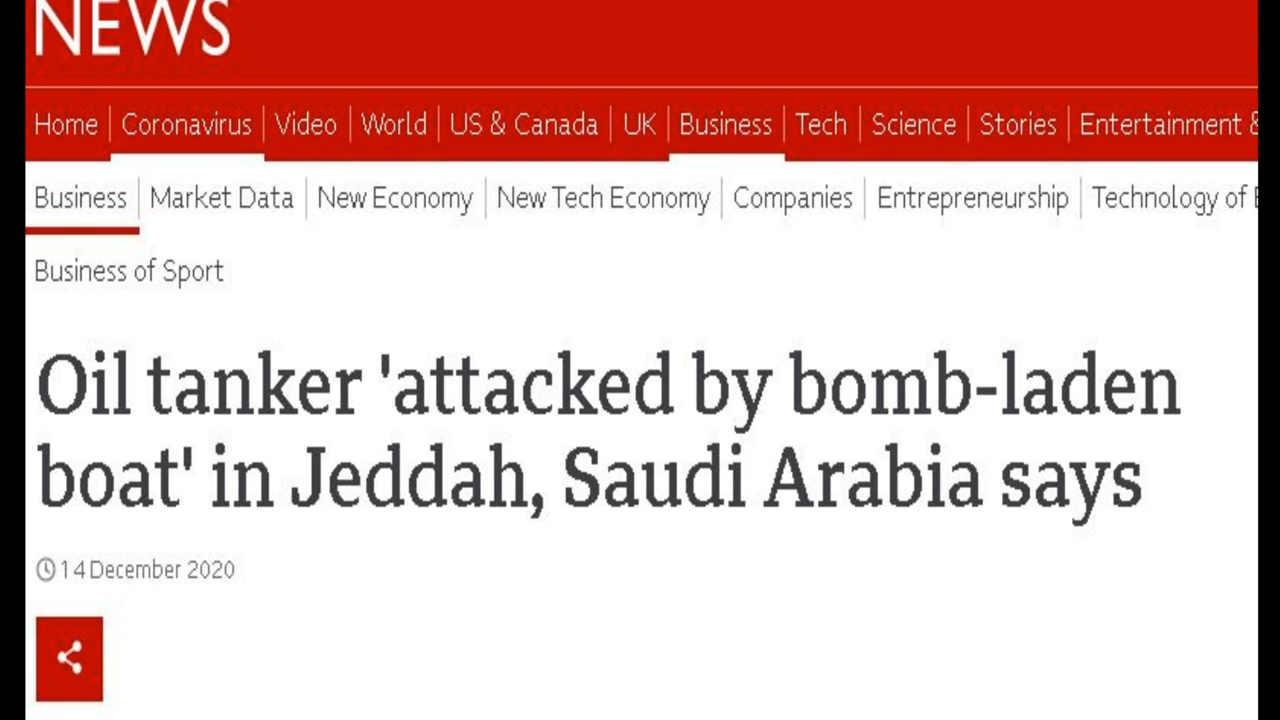 NEWS
Home Coronavirus Video World US & Canada UK Business Tech Science Stories Entertainment &
Business Market Data New Economy New Tech Economy Companies Entrepreneurship Technology of
Business of Sport
Oil tanker 'attacked by bomb-laden
boat' in Jeddah, Saudi Arabia says
14 December 2020